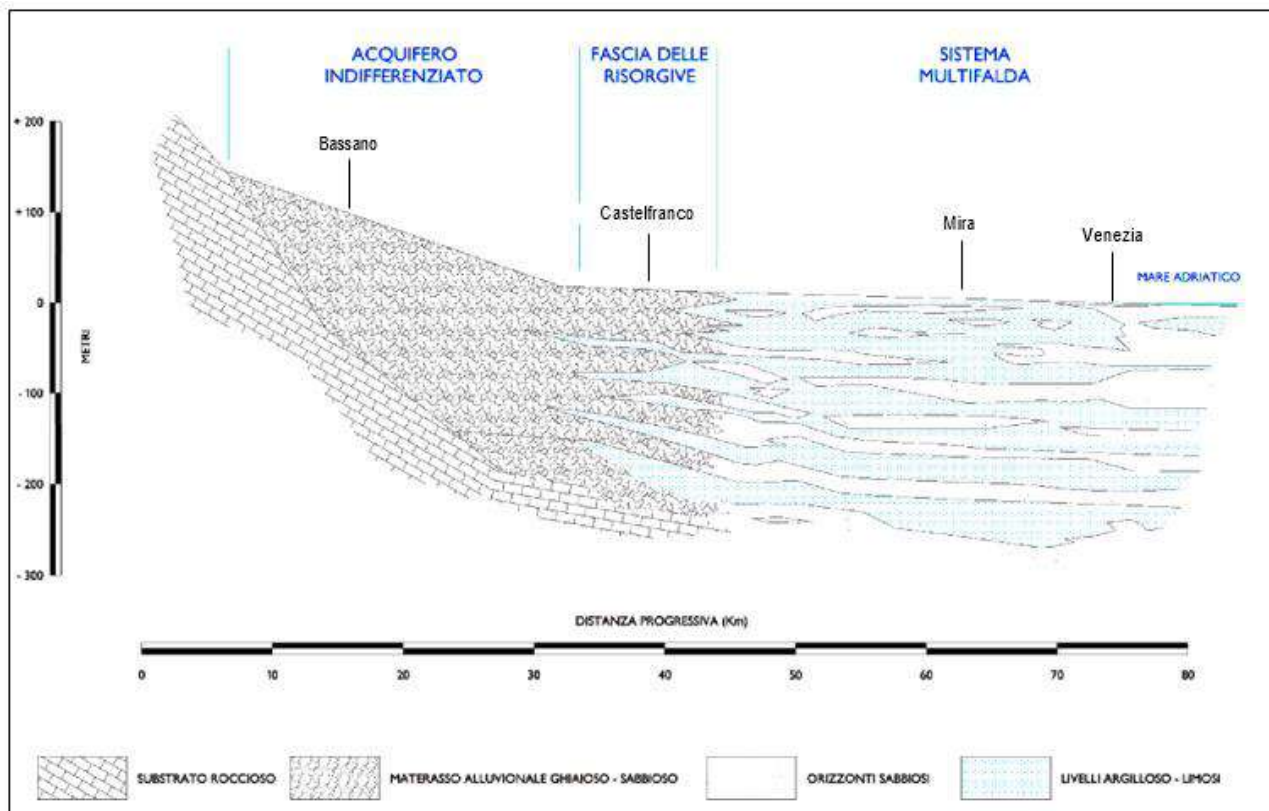 ACQUIFERO
INDIFFERENZIATO
FASCIA DELLE
RISORGIVE
SISTEMA
MULTIFALDA
+ 200
Bassano
+ 100
Castelfranco
Mira
Venezia
MARE ADRIATICO
0
METRI
- 100
- 200
- 300
DISTANZA PROGRESSIVA (Km)
0 10 20 30 40 50 60 70 80
SUBSTRATO ROCCIOSO
MATERASSO ALLUVIONALE GHIAIOSO - SABBIOSO
ORIZZONTI SABBIOSI
LIVELLI ARGILLOSO - LIMOSI